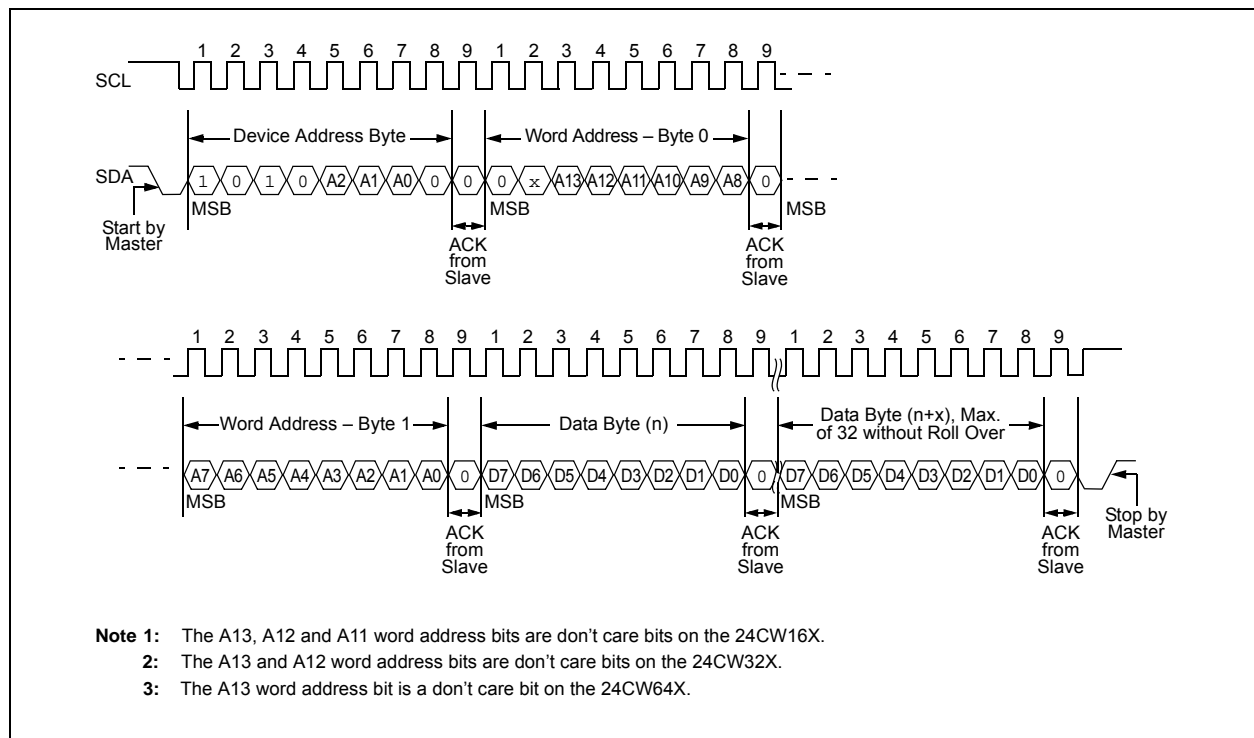 1 2 3 4 5 6 7 8 9 1 2 3 4 5 6 7 8 9
SCL
Device Address Byte
Word Address – Byte 0
SDA
1 0 1 0 A2 A1 A0 0 0 0 x A13 A12 A11 A10 A9 A8 0
MSB
MSB
MSB
Start by
Master
ACK
from
Slave
ACK
from
Slave
1 2 3 4 5 6 7 8 9 1 2 3 4 5 6 7 8 9 1 2 3 4 5 6 7 8 9
Word Address – Byte 1
Data Byte (n)
Data Byte (n+x), Max.
of 32 without Roll Over
A7 A6 A5 A4 A3 A2 A1 A0 0 D7 D6 D5 D4 D3 D2 D1 D0 0 D7 D6 D5 D4 D3 D2 D1 D0 0
MSB
MSB
MSB
ACK
from
Slave
ACK
from
Slave
ACK
from
Slave
Stop by
Master
Note 1: The A13, A12 and A11 word address bits are don't care bits on the 24CW16X.
2: The A13 and A12 word address bits are don't care bits on the 24CW32X.
3: The A13 word address bit is a don't care bit on the 24CW64X.